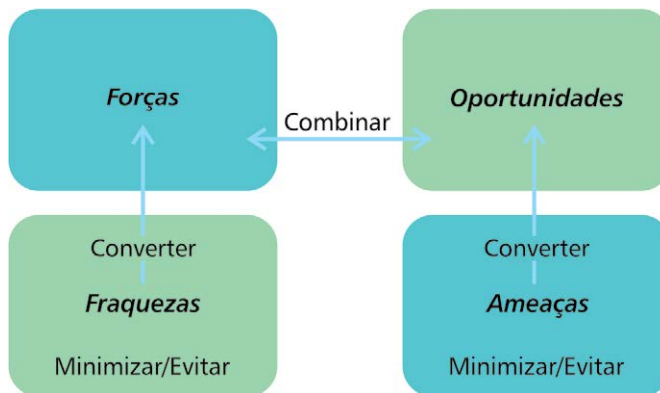 Forças
Oportunidades
Combinar
Converter
Fraquezas
Minimizar/Evitar
Converter
Ameaças
Minimizar/Evitar